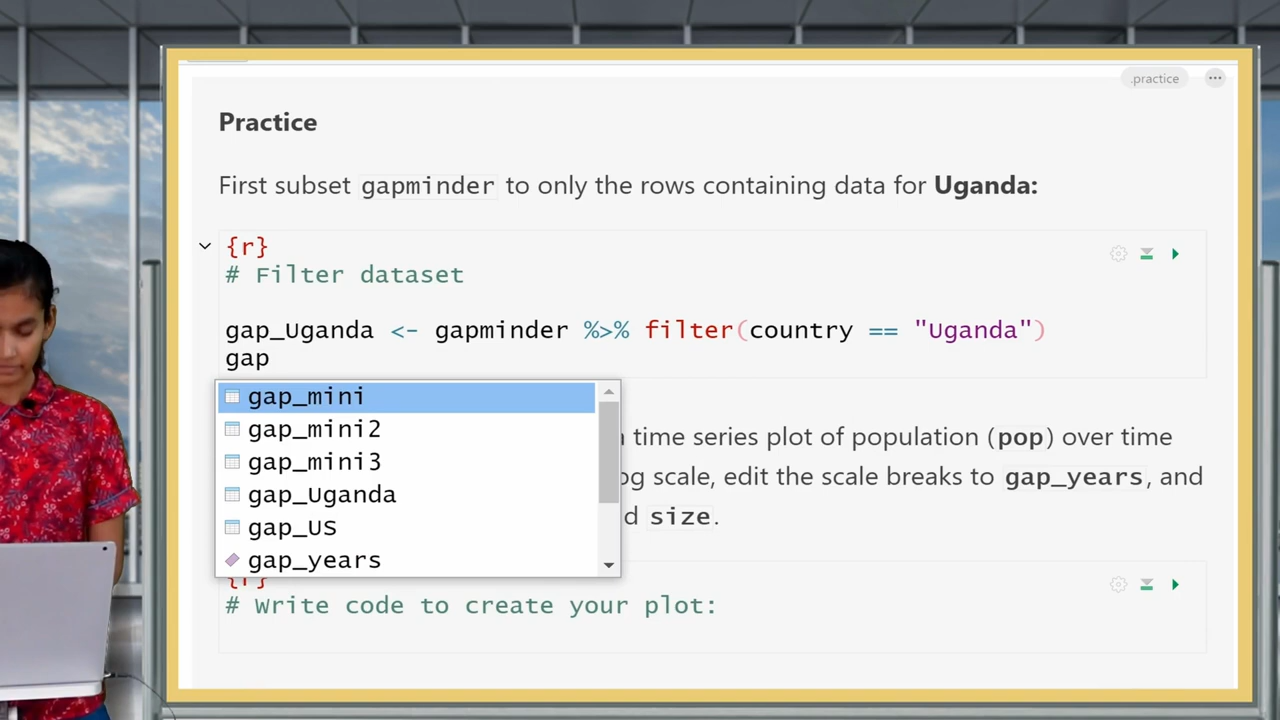 .practice
Practice
First subset gapminder to only the rows containing data for Uganda:
{r}
# Filter dataset
gap_Uganda <- gapminder %>% filter(country == "Uganda")
gap
gap_mini
gap_mini2
gap_mini3
gap_Uganda
gap_US
gap_years
time series plot of population (pop) over time
scale, edit the scale breaks to gap_years, and
size.
{r}
# Write code to create your plot: